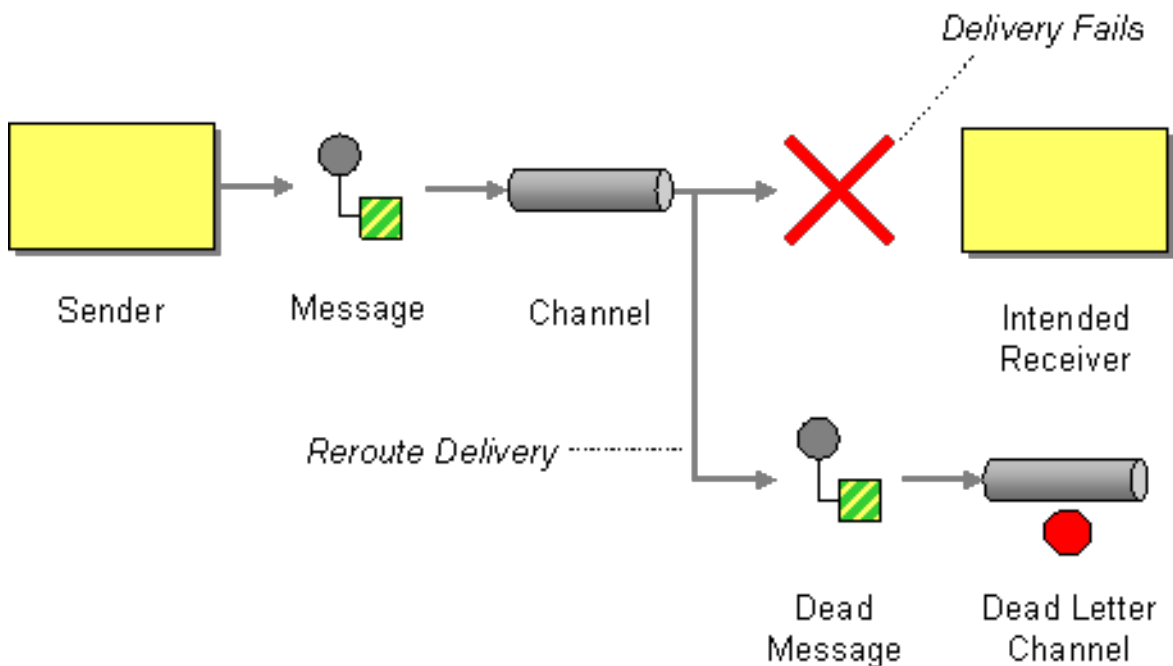 Delivery Fails
Sender
Message
Channel
Intended
Receiver
Reroute Delivery
Dead
Message
Dead Letter
Channel